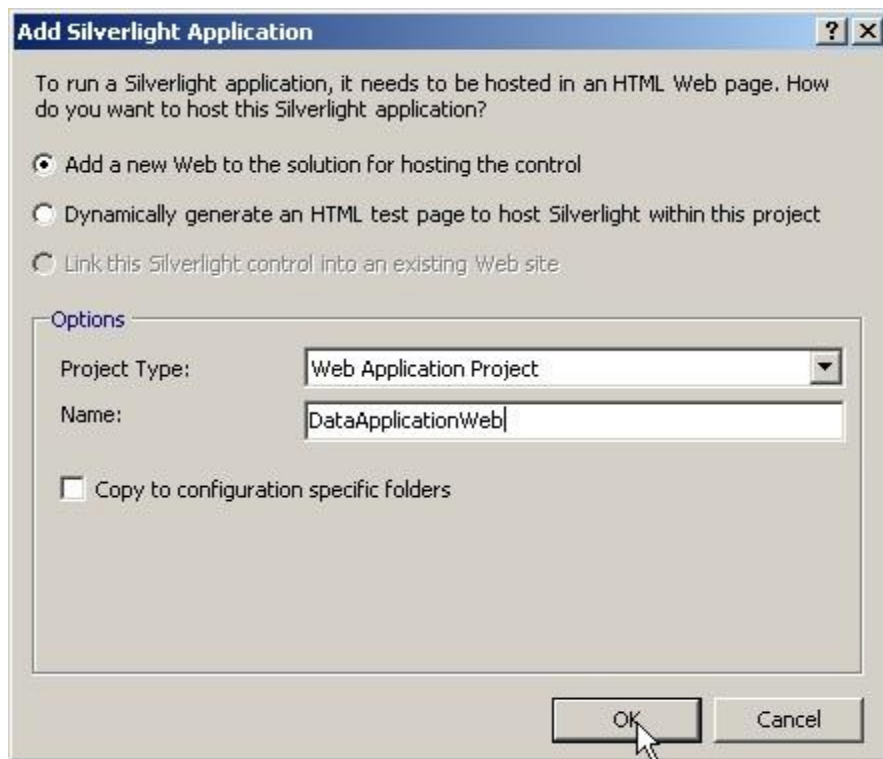 Add Silverlight Application
To run a Silverlight application, it needs to be hosted in an HTML Web page. How
do you want to host this Silverlight application?
Add a new Web to the solution for hosting the control
Dynamically generate an HTML test page to host Silverlight within this project
Link this Silverlight control into an existing Web site
Options
Project Type: Web Application Project
Name: DataApplicationWeb
Copy to configuration specific folders
OK Cancel